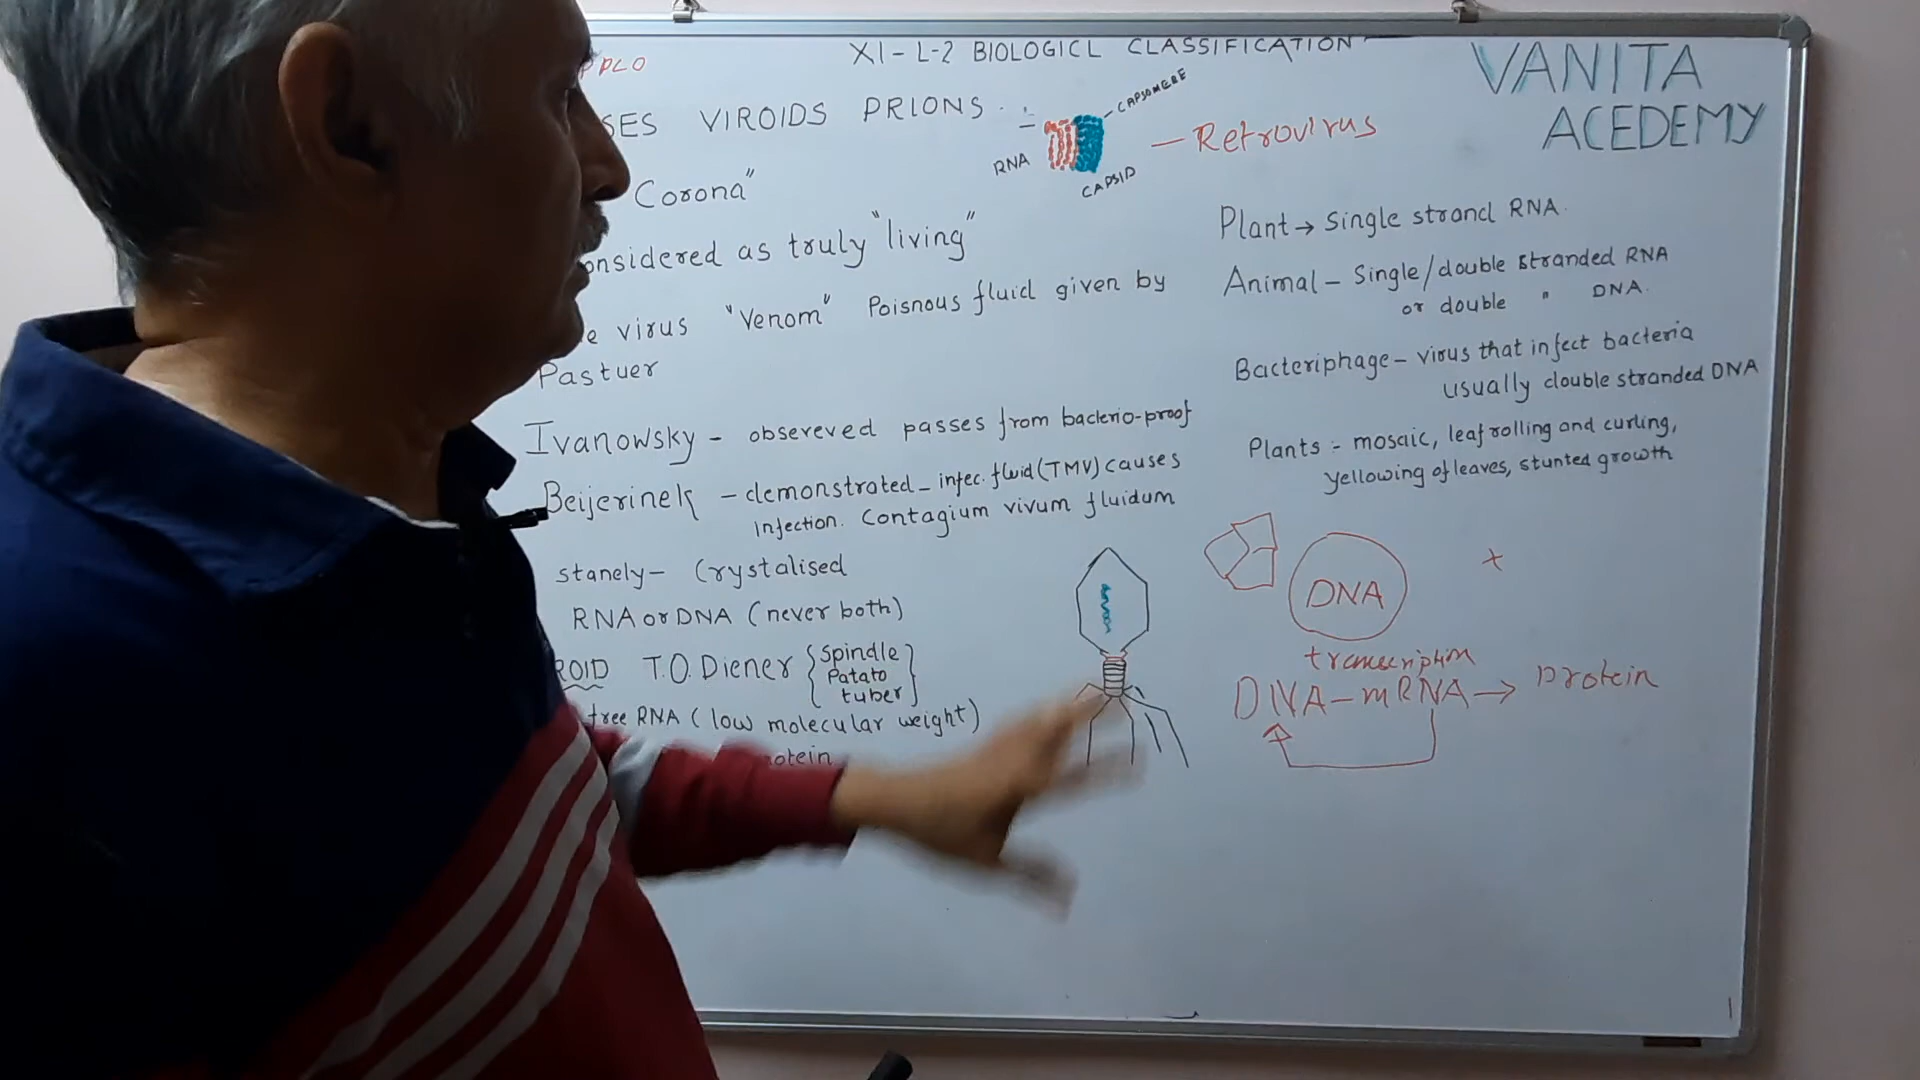 PPLO
XI-L-2 BIOLOGICL CLASSIFICATION
VANITA
ACEDEMY
SES VIROIDS PRIONS
RNA
CAPSOMERE
CAPSID
— Retrovirus
Corona"
onsidered as truly "living"
e virus "Venom" Poisnous fluid given by
Pastuer
Ivanowsky - obsereved passes from bacterio-proof
Beijerinek - demonstrated - infec. fluid (TMV) causes
Infection. Contagium vivum fluidum
stanely - Crystalised
RNA or DNA (never both)
ROID T.O. Diener { Spindle
Patato
tuber }
free RNA (low molecular weight)
otein
Plant → Single strand RNA.
Animal - Single/double stranded RNA
or double " DNA.
Bacteriphage - virus that infect bacteria
usually double stranded DNA
Plants :- mosaic, leaf rolling and curling,
Yellowing of leaves, stunted growth
DNA
+
transcription
DNA - mRNA → Protein